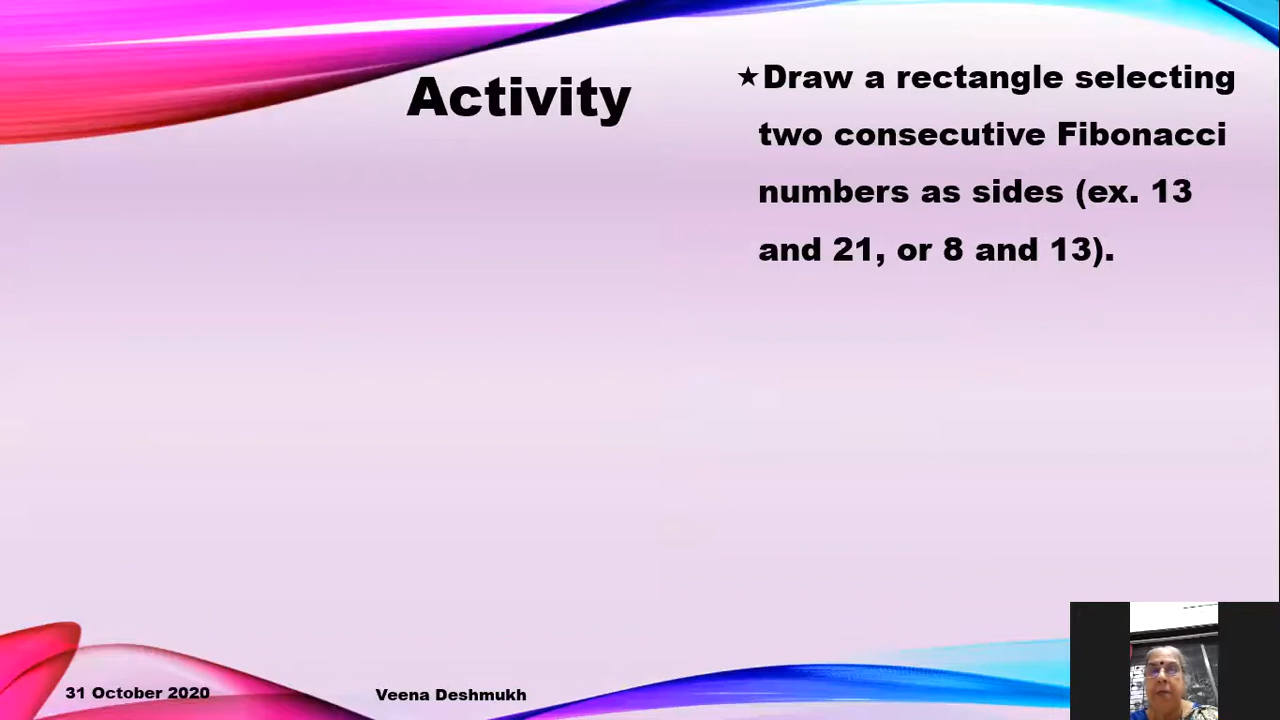 Activity
★Draw a rectangle selecting
two consecutive Fibonacci
numbers as sides (ex. 13
and 21, or 8 and 13).
31 October 2020
Veena Deshmukh